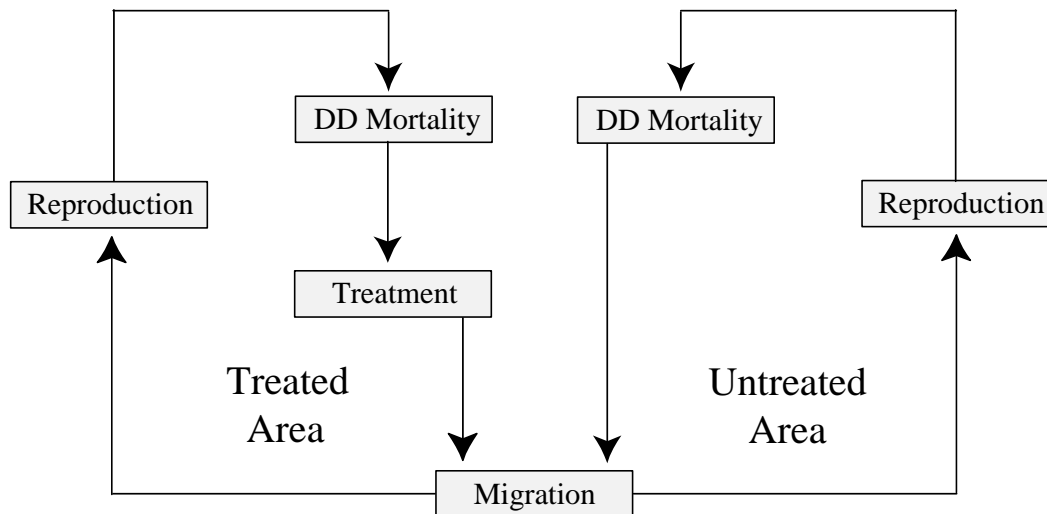 DD Mortality
DD Mortality
Reproduction
Reproduction
Treatment
Treated
Area
Untreated
Area
Migration